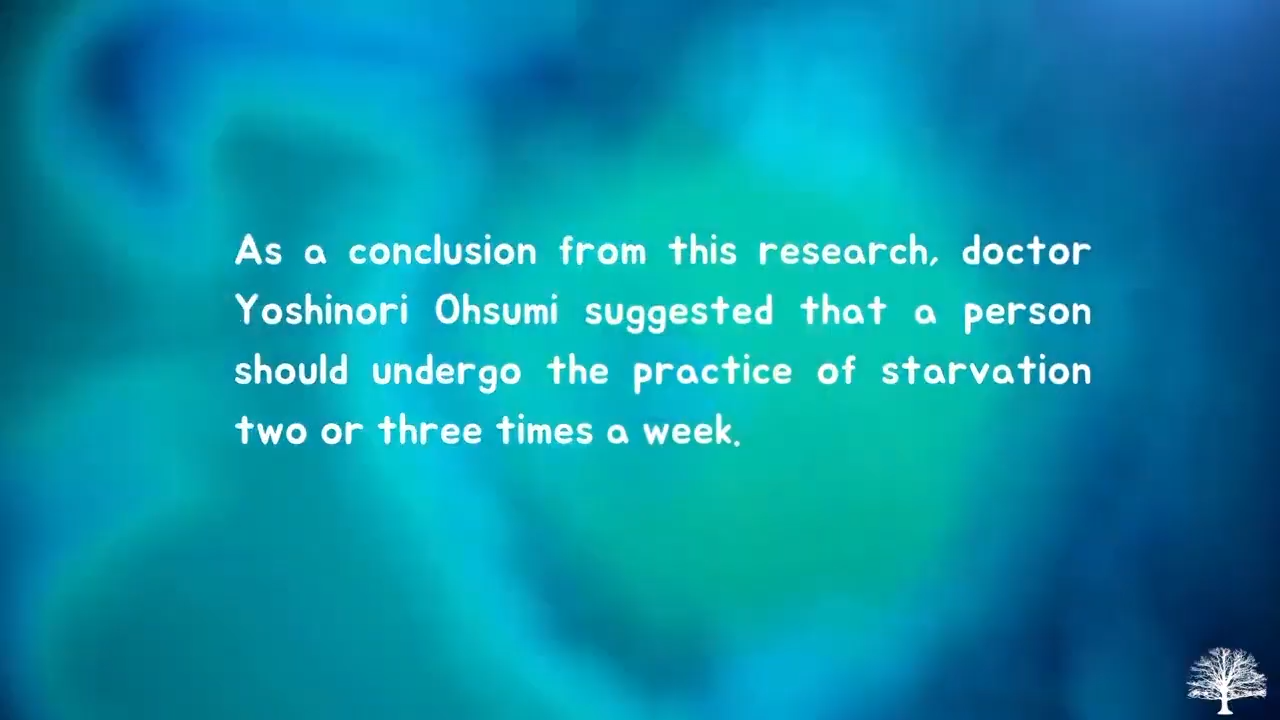 As a conclusion from this research, doctor
Yoshinori Ohsumi suggested that a person
should undergo the practice of starvation
two or three times a week.